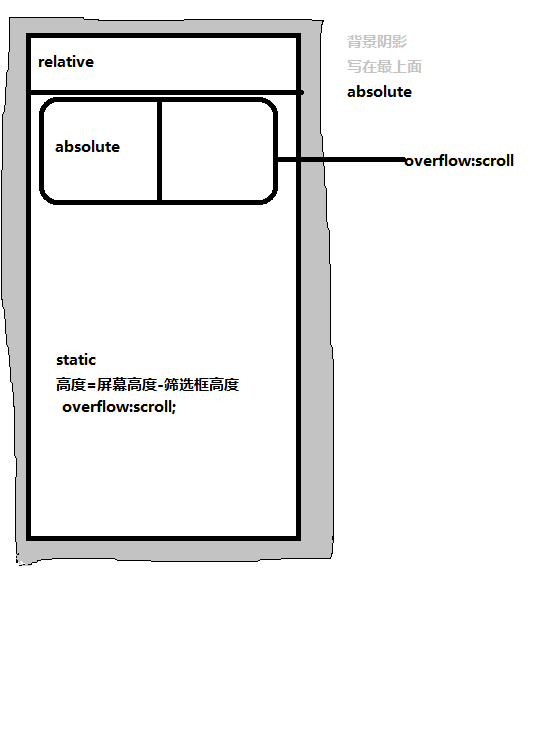 背景阴影
写在最上面
absolute
relative
absolute
overflow:scroll
static
高度=屏幕高度-筛选框高度
overflow:scroll;